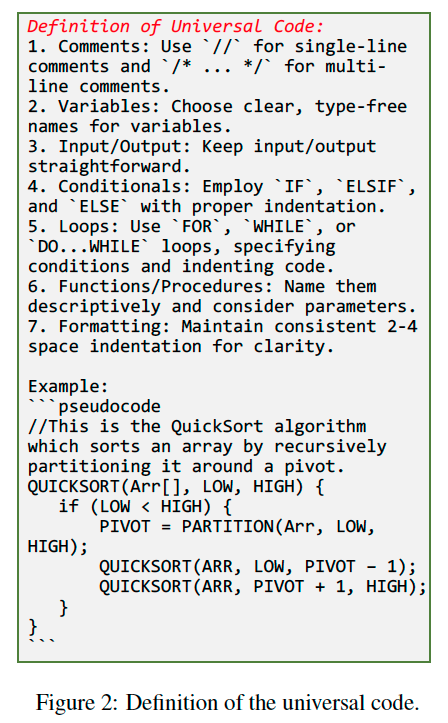 Definition of Universal Code:
1. Comments: Use `//` for single-line
comments and `/* ... */` for multi-
line comments.
2. Variables: Choose clear, type-free
names for variables.
3. Input/Output: Keep input/output
straightforward.
4. Conditionals: Employ `IF`, `ELSIF`,
and `ELSE` with proper indentation.
5. Loops: Use `FOR`, `WHILE`, or
`DO...WHILE` loops, specifying
conditions and indenting code.
6. Functions/Procedures: Name them
descriptively and consider parameters.
7. Formatting: Maintain consistent 2-4
space indentation for clarity.

Example:
```pseudocode
//This is the QuickSort algorithm
which sorts an array by recursively
partitioning it around a pivot.
QUICKSORT(Arr[], LOW, HIGH) {
   if (LOW < HIGH) {
      PIVOT = PARTITION(Arr, LOW,
HIGH);
      QUICKSORT(ARR, LOW, PIVOT – 1);
      QUICKSORT(ARR, PIVOT + 1, HIGH);
   }
}
```
Figure 2: Definition of the universal code.